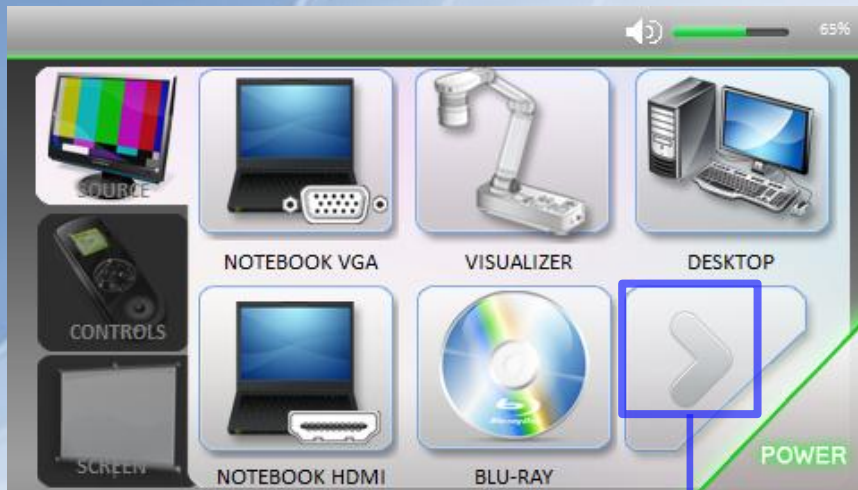 65%
SOURCE
NOTEBOOK VGA
VISUALIZER
DESKTOP
CONTROLS
SCREEN
NOTEBOOK HDMI
BLU-RAY
POWER